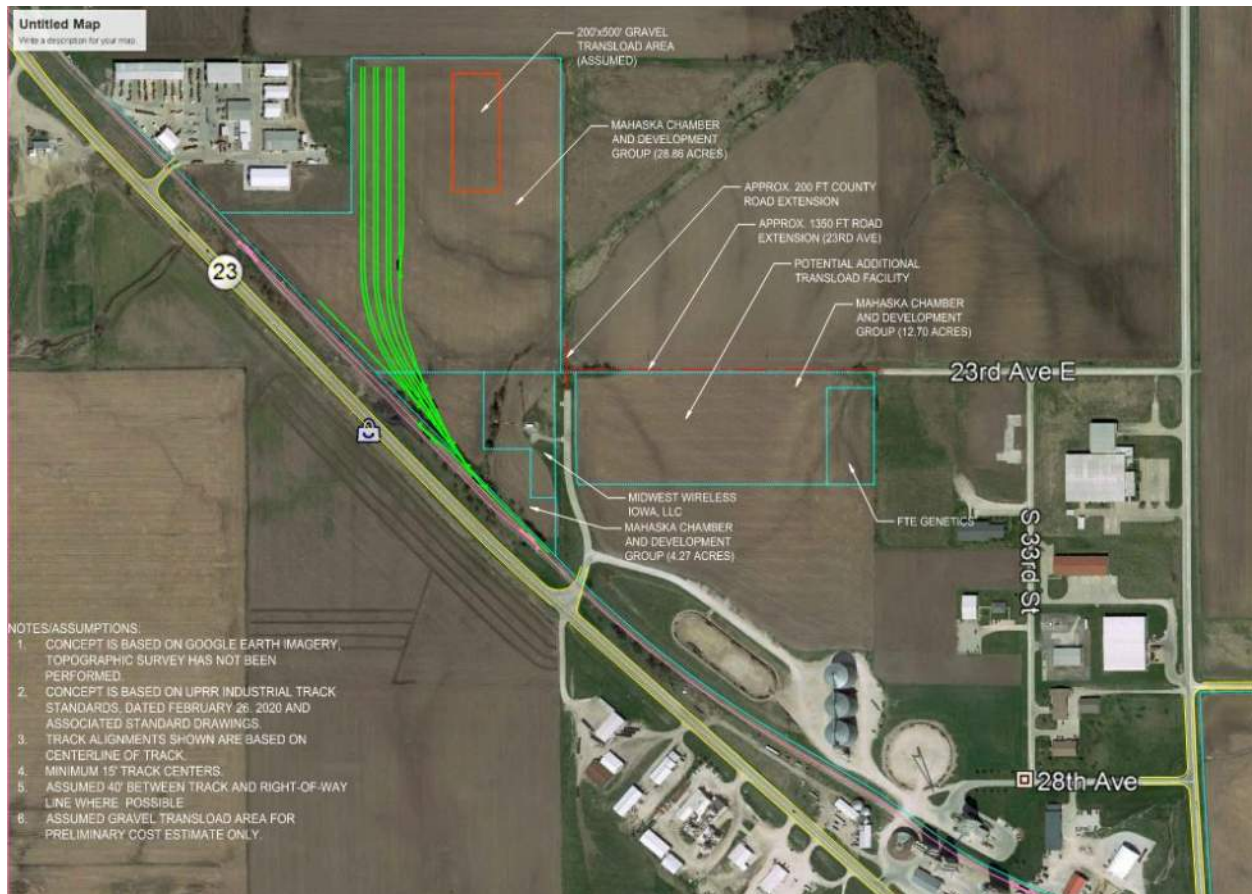 Untitled Map
Write a description for your map.
200'x500' GRAVEL
TRANSLOAD AREA
(ASSUMED)
MAHASKA CHAMBER
AND DEVELOPMENT
GROUP (28.86 ACRES)
APPROX. 200 FT COUNTY
ROAD EXTENSION
APPROX. 1350 FT ROAD
EXTENSION (23RD AVE)
POTENTIAL ADDITIONAL
TRANSLOAD FACILITY
MAHASKA CHAMBER
AND DEVELOPMENT
GROUP (12.70 ACRES)
23
23rd Ave E
MIDWEST WIRELESS
IOWA, LLC
MAHASKA CHAMBER
AND DEVELOPMENT
GROUP (4.27 ACRES)
FTE GENETICS
S 33rd St
28th Ave
NOTES/ASSUMPTIONS:
1. CONCEPT IS BASED ON GOOGLE EARTH IMAGERY,
TOPOGRAPHIC SURVEY HAS NOT BEEN
PERFORMED.
2. CONCEPT IS BASED ON UPRR INDUSTRIAL TRACK
STANDARDS, DATED FEBRUARY 26, 2020 AND
ASSOCIATED STANDARD DRAWINGS.
3. TRACK ALIGNMENTS SHOWN ARE BASED ON
CENTERLINE OF TRACK.
4. MINIMUM 15' TRACK CENTERS.
5. ASSUMED 40' BETWEEN TRACK AND RIGHT-OF-WAY
LINE WHERE POSSIBLE
6. ASSUMED GRAVEL TRANSLOAD AREA FOR
PRELIMINARY COST ESTIMATE ONLY.